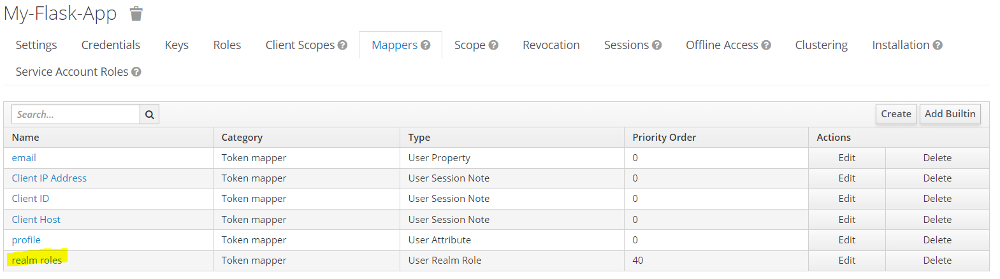 My-Flask-App
Settings Credentials Keys Roles Client Scopes Mappers Scope Revocation Sessions Offline Access Clustering Installation
Service Account Roles
Search... Create Add Builtin
Name Category Type Priority Order Actions
email Token mapper User Property 0 Edit Delete
Client IP Address Token mapper User Session Note 0 Edit Delete
Client ID Token mapper User Session Note 0 Edit Delete
Client Host Token mapper User Session Note 0 Edit Delete
profile Token mapper User Attribute 0 Edit Delete
realm roles Token mapper User Realm Role 40 Edit Delete